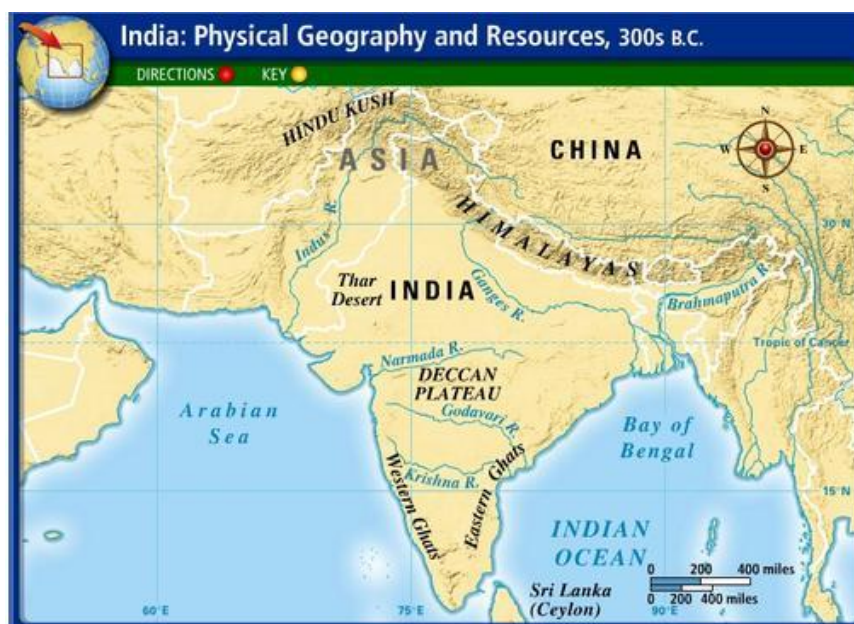 India: Physical Geography and Resources, 300s B.C.
DIRECTIONS KEY
HINDU KUSH
ASIA
CHINA
N
W E
S
30 N
HIMALAYAS
Indus R.
Thar
Desert
INDIA
Ganges R.
Brahmaputra R.
Tropic of Cancer
Narmada R.
DECCAN
PLATEAU
Godavari R.
Arabian
Sea
Bay of
Bengal
Krishna R.
Western Ghats
Eastern Ghats
15°N
INDIAN
OCEAN
0 200 400 miles
0 200 400 miles
Sri Lanka
(Ceylon)
60°E
75°E
90°E